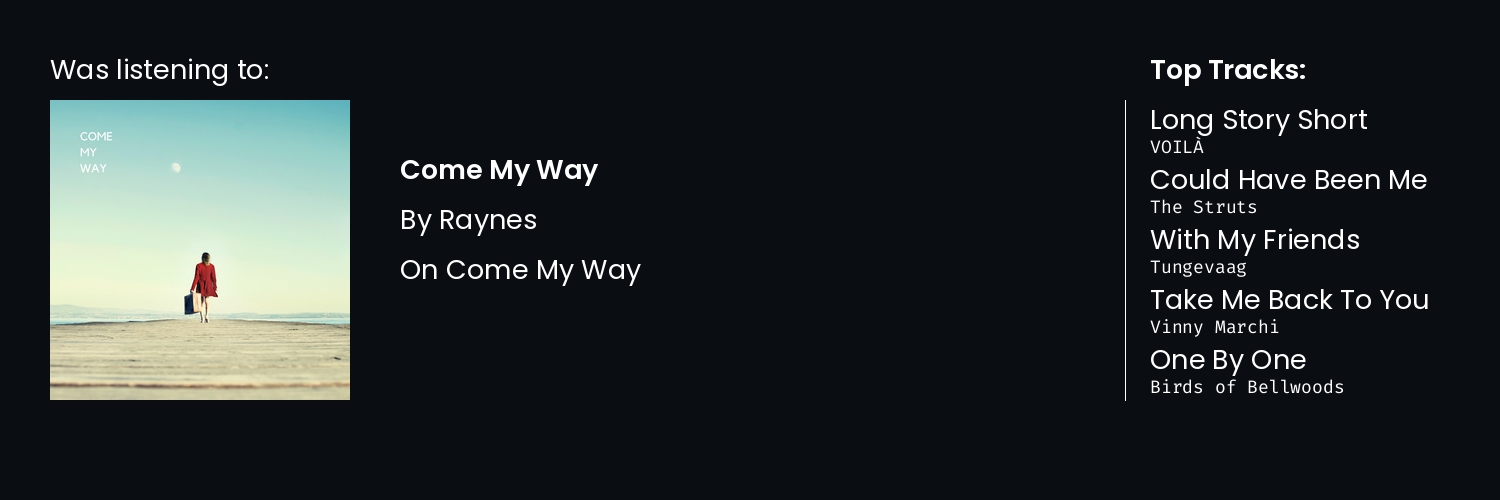 Was listening to:
COME
MY
WAY
Come My Way
By Raynes
On Come My Way
Top Tracks:
Long Story Short
VOILÀ
Could Have Been Me
The Struts
With My Friends
Tungevaag
Take Me Back To You
Vinny Marchi
One By One
Birds of Bellwoods